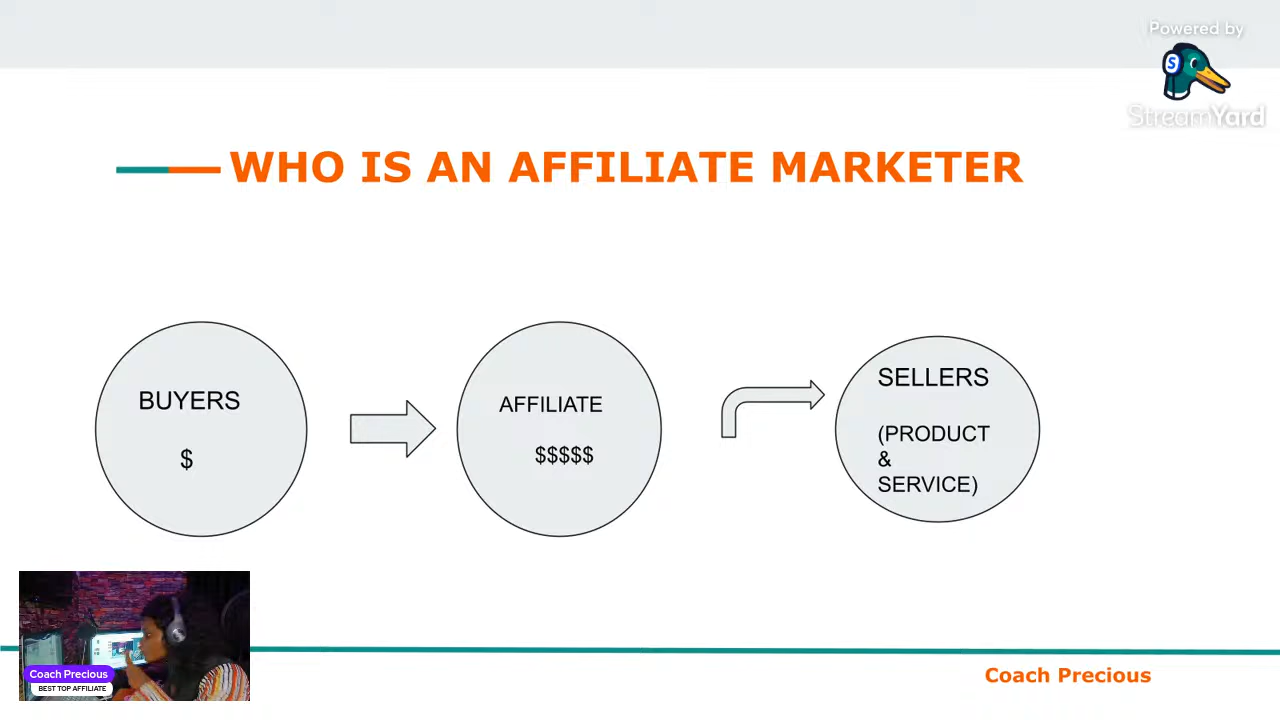 Powered by
StreamYard
WHO IS AN AFFILIATE MARKETER
BUYERS
$
AFFILIATE
$$$$$
SELLERS
(PRODUCT
&
SERVICE)
Coach Precious
BEST TOP AFFILIATE
Coach Precious